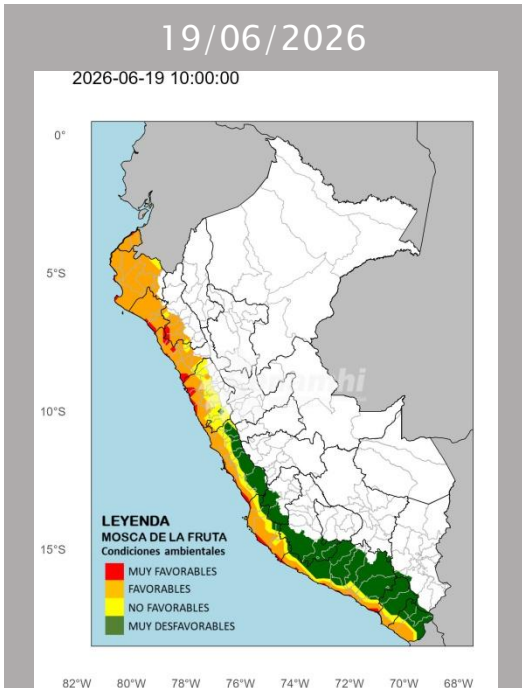 19/06/2026
2026-06-19 10:00:00
0°
5°S
10°S
15°S
LEYENDA
MOSCA DE LA FRUTA
Condiciones ambientales
MUY FAVORABLES
FAVORABLES
NO FAVORABLES
MUY DESFAVORABLES
82°W 80°W 78°W 76°W 74°W 72°W 70°W 68°W